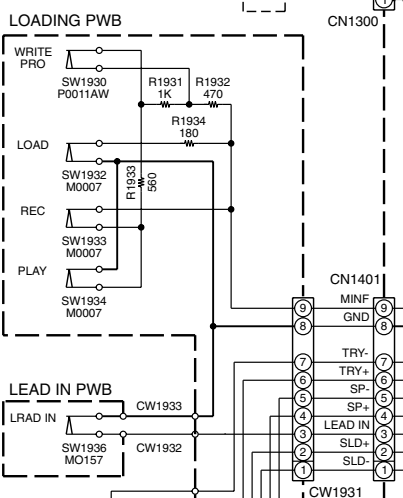 LOADING PWB
CN1300
WRITE
PRO
SW1930
P0011AW
R1931
1K
R1932
470
R1934
180
LOAD
SW1932
M0007
R1933
560
REC
SW1933
M0007
PLAY
SW1934
M0007
CN1401
9
MINF
9
8
GND
8
7
TRY-
7
6
TRY+
6
5
SP-
5
4
SP+
4
3
LEAD IN
3
2
SLD+
2
1
SLD-
1
LEAD IN PWB
LRAD IN
SW1936
MO157
CW1933
CW1932
CW1931